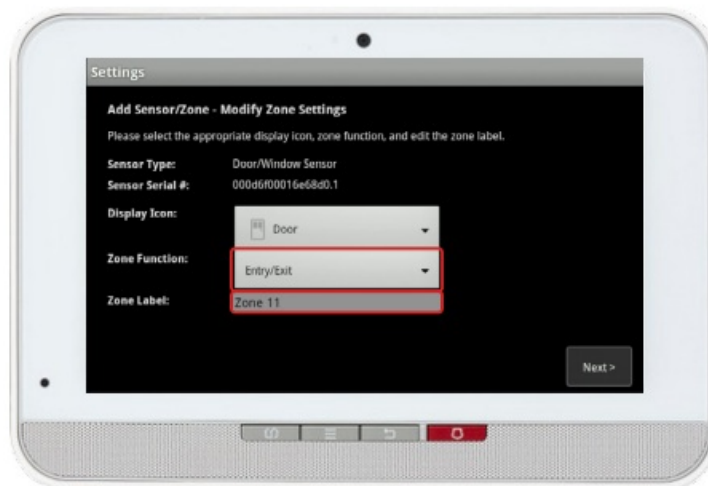 Settings
Add Sensor/Zone - Modify Zone Settings
Please select the appropriate display icon, zone function, and edit the zone label.
Sensor Type: Door/Window Sensor
Sensor Serial #: 000d6f00016e68d0.1
Display Icon: Door
Zone Function: Entry/Exit
Zone Label: Zone 11
Next >